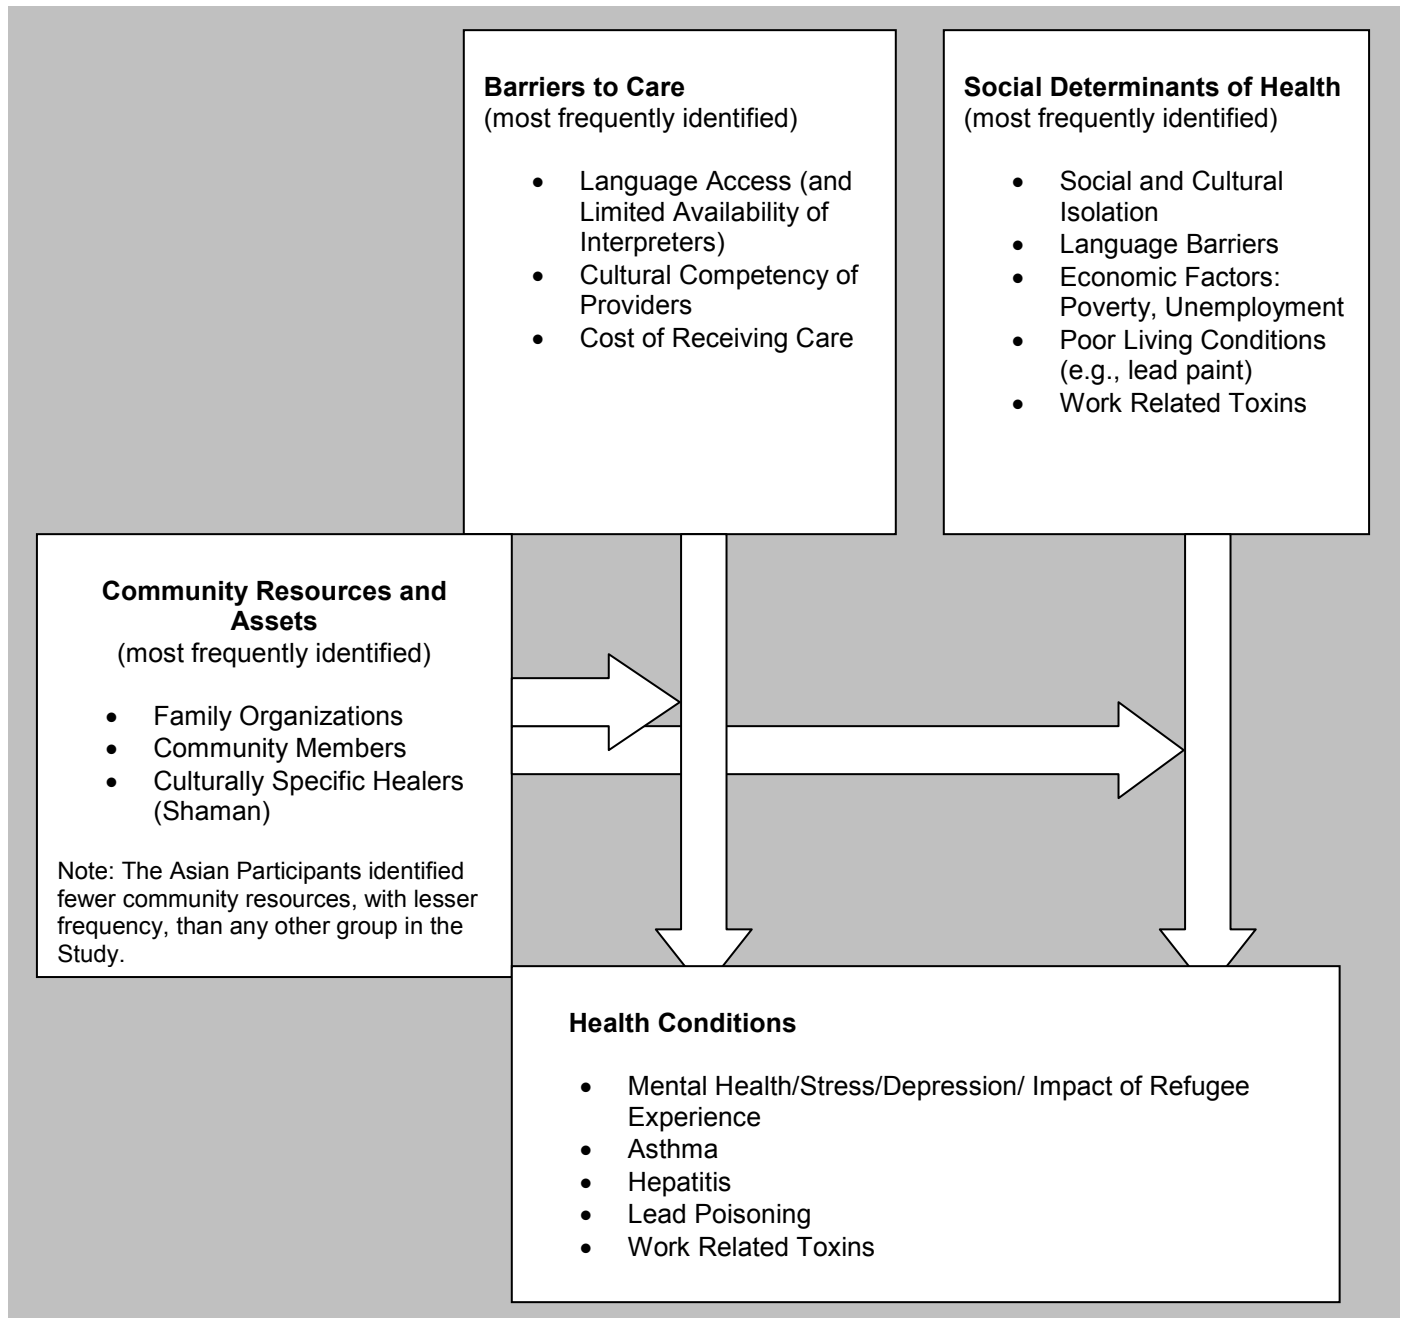 Barriers to Care
(most frequently identified)
• Language Access (and
Limited Availability of
Interpreters)
• Cultural Competency of
Providers
• Cost of Receiving Care
Social Determinants of Health
(most frequently identified)
• Social and Cultural
Isolation
• Language Barriers
• Economic Factors:
Poverty, Unemployment
• Poor Living Conditions
(e.g., lead paint)
• Work Related Toxins
Community Resources and
Assets
(most frequently identified)
• Family Organizations
• Community Members
• Culturally Specific Healers
(Shaman)
Note: The Asian Participants identified
fewer community resources, with lesser
frequency, than any other group in the
Study.
Health Conditions
• Mental Health/Stress/Depression/ Impact of Refugee
Experience
• Asthma
• Hepatitis
• Lead Poisoning
• Work Related Toxins